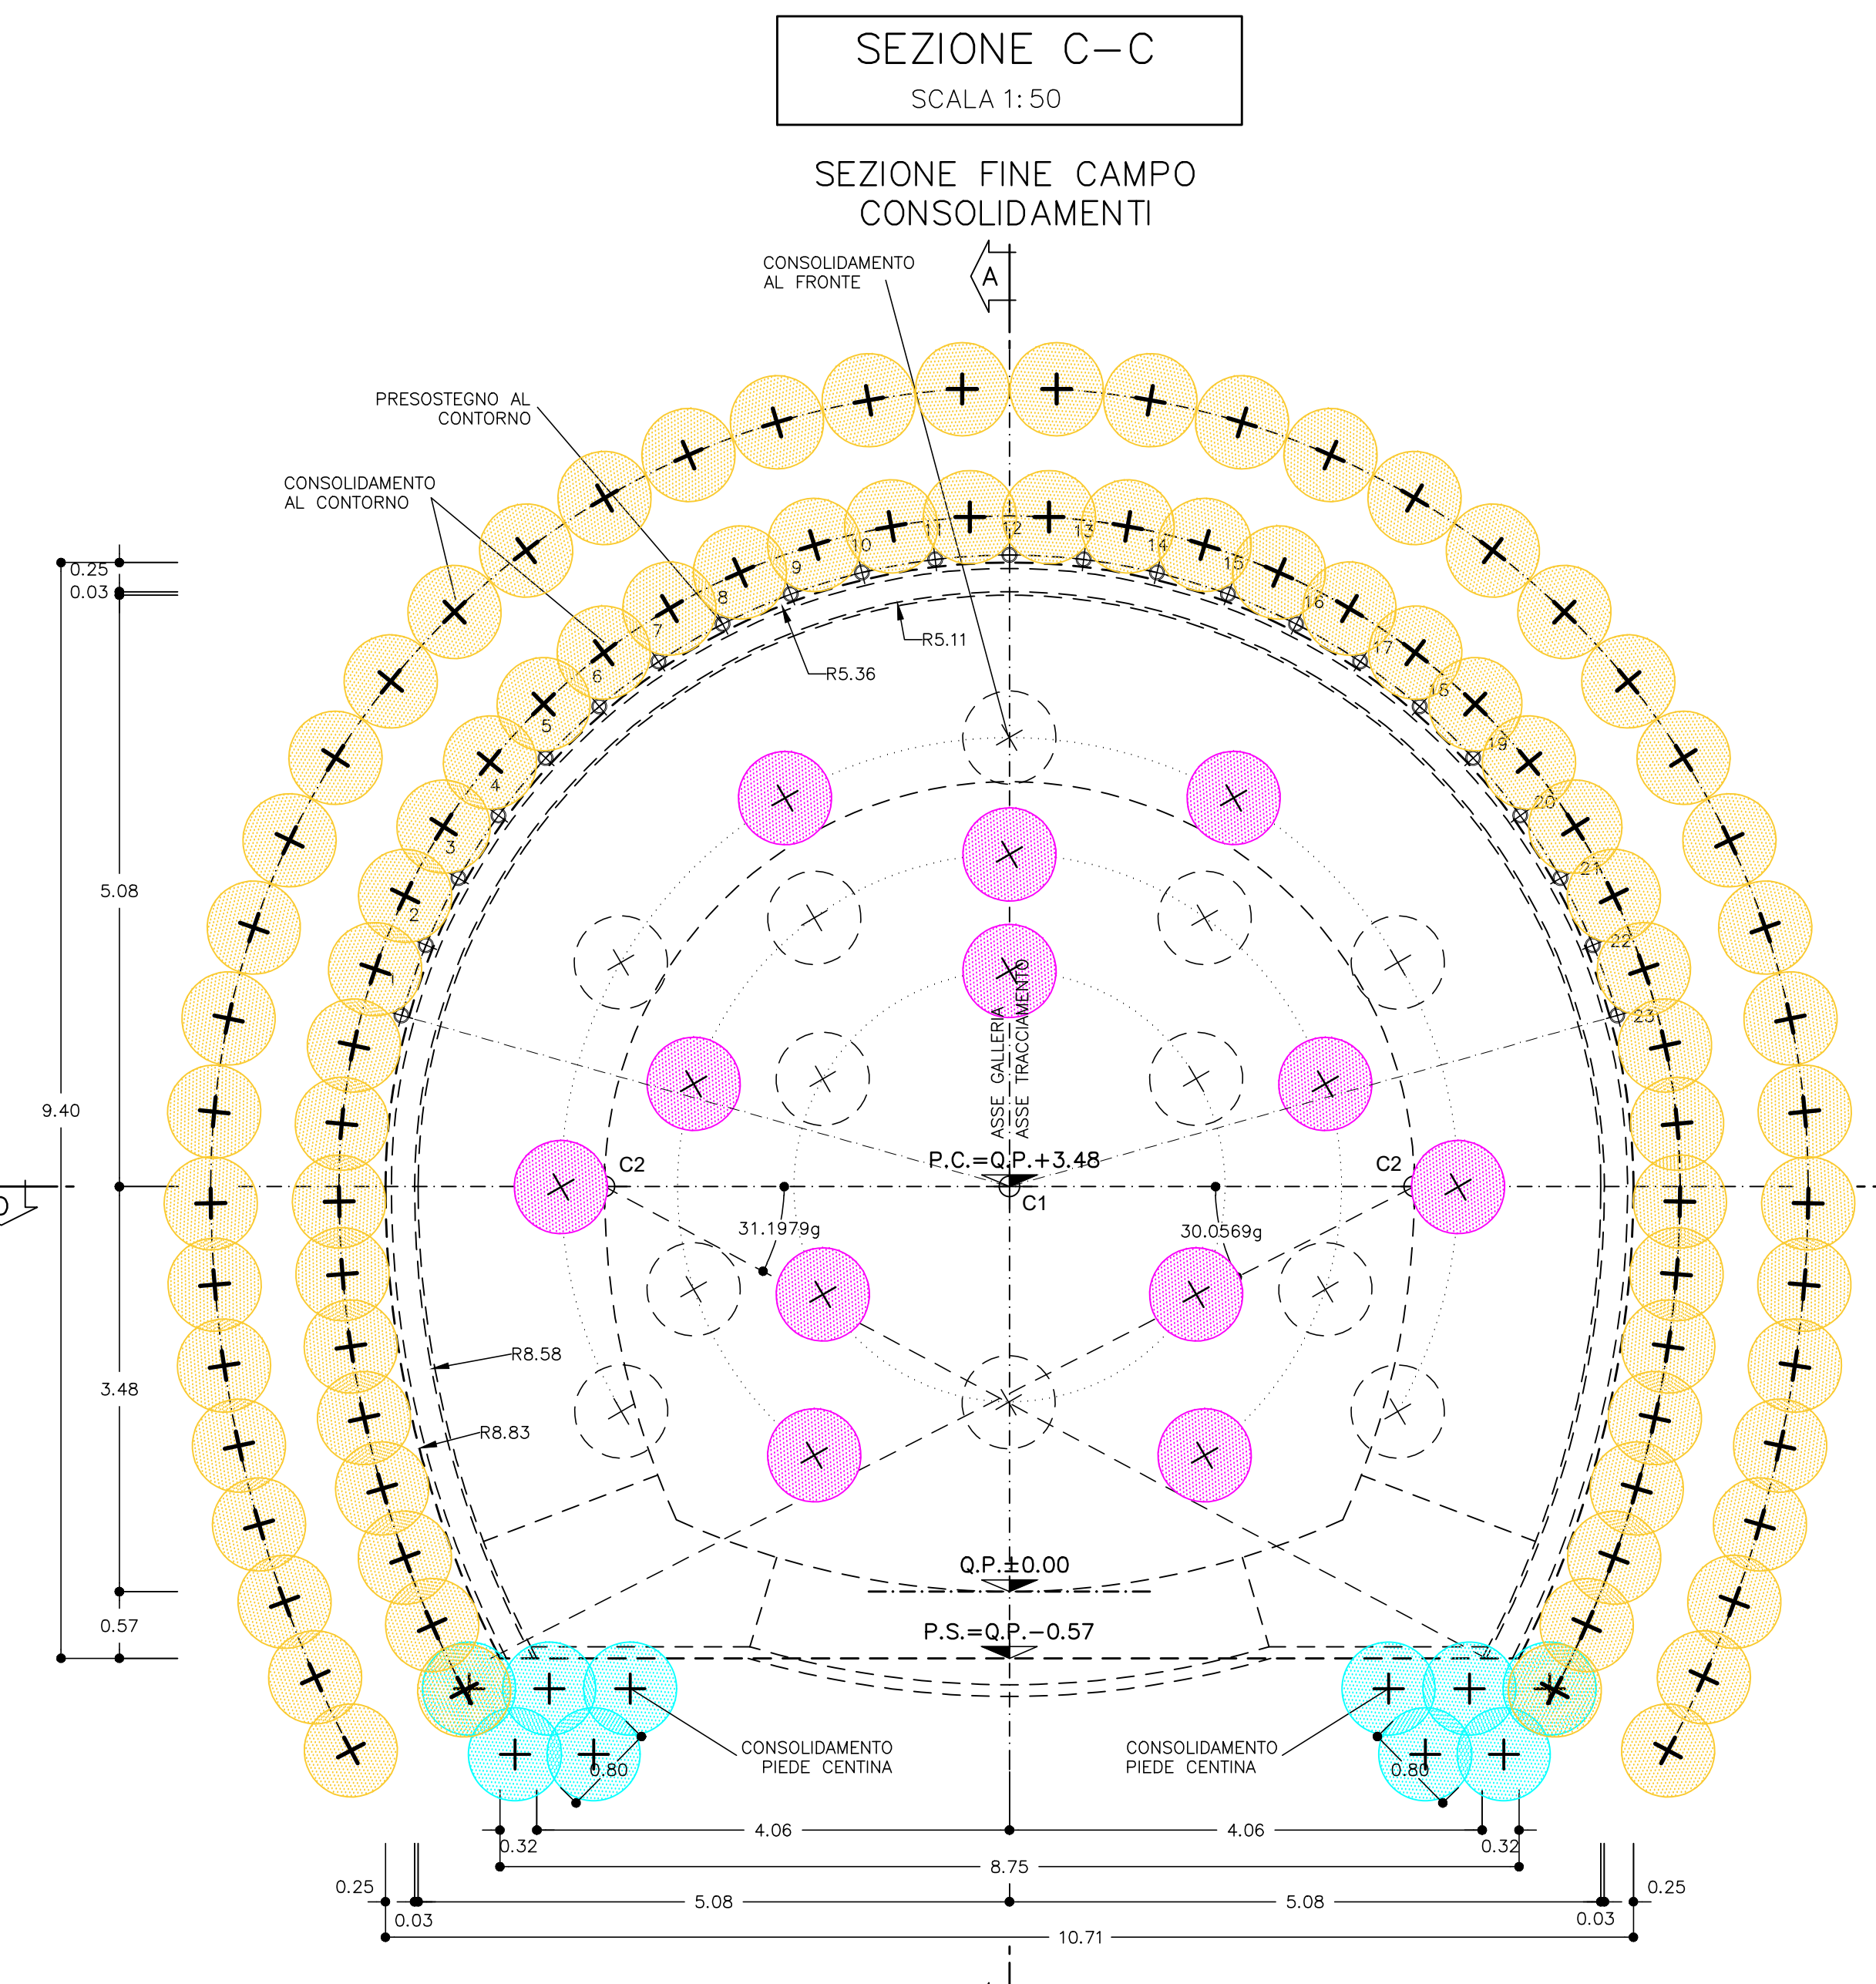 SEZIONE C-C
SCALA 1:50
SEZIONE FINE CAMPO
CONSOLIDAMENTI
CONSOLIDAMENTO
AL FRONTE
A
PRESOSTEGNO AL
CONTORNO
CONSOLIDAMENTO
AL CONTORNO
2
3
4
5
6
7
8
9
10
11
12
13
14
15
16
17
15
19
20
21
22
23
0.25
0.03
5.08
9.40
3.48
0.57
R5.11
R5.36
ASSE GALLERIA
ASSE TRACCIAMENTO
P.C.=Q.P.+3.48
C2
C2
C1
31.1979g
30.0569g
R8.58
R8.83
Q.P.±0.00
P.S.=Q.P.-0.57
CONSOLIDAMENTO
PIEDE CENTINA
CONSOLIDAMENTO
PIEDE CENTINA
0.80
0.80
4.06
4.06
0.32
0.32
8.75
0.25
5.08
5.08
0.25
0.03
0.03
10.71